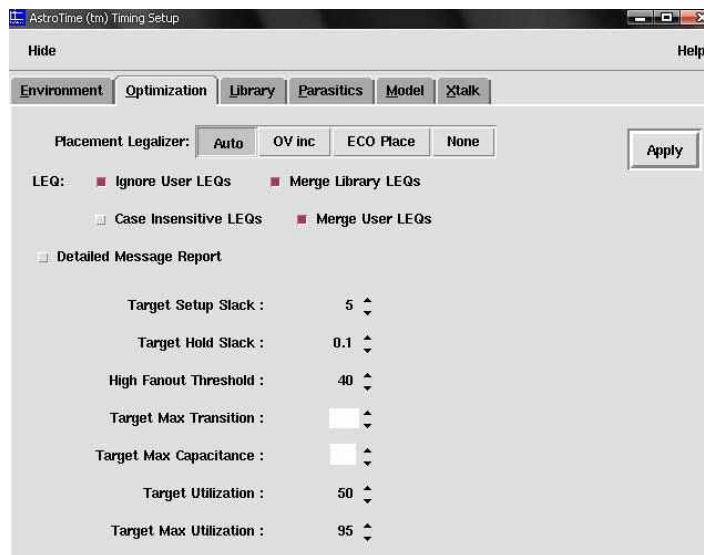 AstroTime (tm) Timing Setup
Hide Help
Environment Optimization Library Parasitics Model Xtalk
Placement Legalizer: Auto OV inc ECO Place None Apply
LEQ: Ignore User LEQs Merge Library LEQs
Case Insensitive LEQs Merge User LEQs
Detailed Message Report
Target Setup Slack : 5
Target Hold Slack : 0.1
High Fanout Threshold : 40
Target Max Transition :
Target Max Capacitance :
Target Utilization : 50
Target Max Utilization : 95